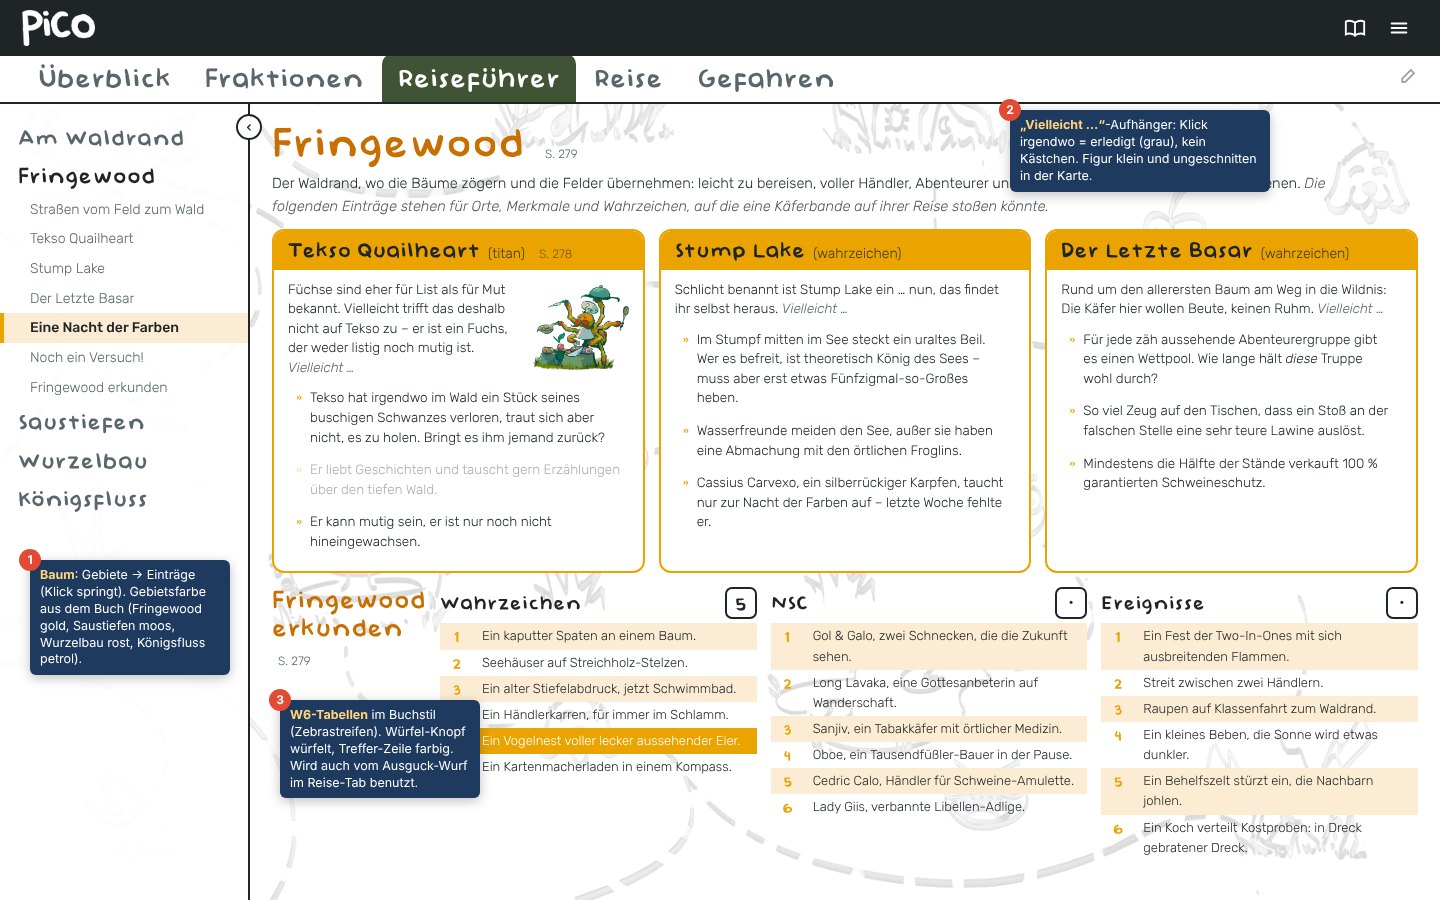 PiCO
Überblick Fraktionen Reiseführer Reise Gefahren
Am Waldrand
Fringewood
Straßen vom Feld zum Wald
Tekso Quailheart
Stump Lake
Der Letzte Basar
Eine Nacht der Farben
Noch ein Versuch!
Fringewood erkunden
Saustiefen
Wurzelbau
Königsfluss
1
Baum: Gebiete → Einträge
(Klick springt). Gebietsfarbe
aus dem Buch (Fringewood
gold, Saustiefen moos,
Wurzelbau rost, Königsfluss
petrol).
Fringewood S. 279
Der Waldrand, wo die Bäume zögern und die Felder übernehmen: leicht zu bereisen, voller Händler, Abenteurer un enen. Die
folgenden Einträge stehen für Orte, Merkmale und Wahrzeichen, auf die eine Käferbande auf ihrer Reise stoßen könnte.
2
„Vielleicht …“-Aufhänger: Klick
irgendwo = erledigt (grau), kein
Kästchen. Figur klein und ungeschnitten
in der Karte.
Tekso Quailheart (titan) S. 278
Füchse sind eher für List als für Mut
bekannt. Vielleicht trifft das deshalb
nicht auf Tekso zu – er ist ein Fuchs,
der weder listig noch mutig ist.
Vielleicht …
» Tekso hat irgendwo im Wald ein Stück seines
buschigen Schwanzes verloren, traut sich aber
nicht, es zu holen. Bringt es ihm jemand zurück?
» Er liebt Geschichten und tauscht gern Erzählungen
über den tiefen Wald.
» Er kann mutig sein, er ist nur noch nicht
hineingewachsen.
Stump Lake (wahrzeichen)
Schlicht benannt ist Stump Lake ein … nun, das findet
ihr selbst heraus. Vielleicht …
» Im Stumpf mitten im See steckt ein uraltes Beil.
Wer es befreit, ist theoretisch König des Sees –
muss aber erst etwas Fünfzigmal-so-Großes
heben.
» Wasserfreunde meiden den See, außer sie haben
eine Abmachung mit den örtlichen Froglins.
» Cassius Carvexo, ein silberrückiger Karpfen, taucht
nur zur Nacht der Farben auf – letzte Woche fehlte
er.
Der Letzte Basar (wahrzeichen)
Rund um den allerersten Baum am Weg in die Wildnis:
Die Käfer hier wollen Beute, keinen Ruhm. Vielleicht …
» Für jede zäh aussehende Abenteurergruppe gibt
es einen Wettpool. Wie lange hält diese Truppe
wohl durch?
» So viel Zeug auf den Tischen, dass ein Stoß an der
falschen Stelle eine sehr teure Lawine auslöst.
» Mindestens die Hälfte der Stände verkauft 100 %
garantierten Schweineschutz.
Fringewood
erkunden
S. 279
3
W6-Tabellen im Buchstil
(Zebrastreifen). Würfel-Knopf
würfelt, Treffer-Zeile farbig.
Wird auch vom Ausguck-Wurf
im Reise-Tab benutzt.
Wahrzeichen 5
1 Ein kaputter Spaten an einem Baum.
2 Seehäuser auf Streichholz-Stelzen.
3 Ein alter Stiefelabdruck, jetzt Schwimmbad.
Ein Händlerkarren, für immer im Schlamm.
Ein Vogelnest voller lecker aussehender Eier.
Ein Kartenmacherladen in einem Kompass.
NSC ·
1 Gol & Galo, zwei Schnecken, die die Zukunft
sehen.
2 Long Lavaka, eine Gottesanbeterin auf
Wanderschaft.
3 Sanjiv, ein Tabakkäfer mit örtlicher Medizin.
4 Oboe, ein Tausendfüßler-Bauer in der Pause.
5 Cedric Calo, Händler für Schweine-Amulette.
6 Lady Giis, verbannte Libellen-Adlige.
Ereignisse ·
1 Ein Fest der Two-In-Ones mit sich
ausbreitenden Flammen.
2 Streit zwischen zwei Händlern.
3 Raupen auf Klassenfahrt zum Waldrand.
4 Ein kleines Beben, die Sonne wird etwas
dunkler.
5 Ein Behelfszelt stürzt ein, die Nachbarn
johlen.
6 Ein Koch verteilt Kostproben: in Dreck
gebratener Dreck.